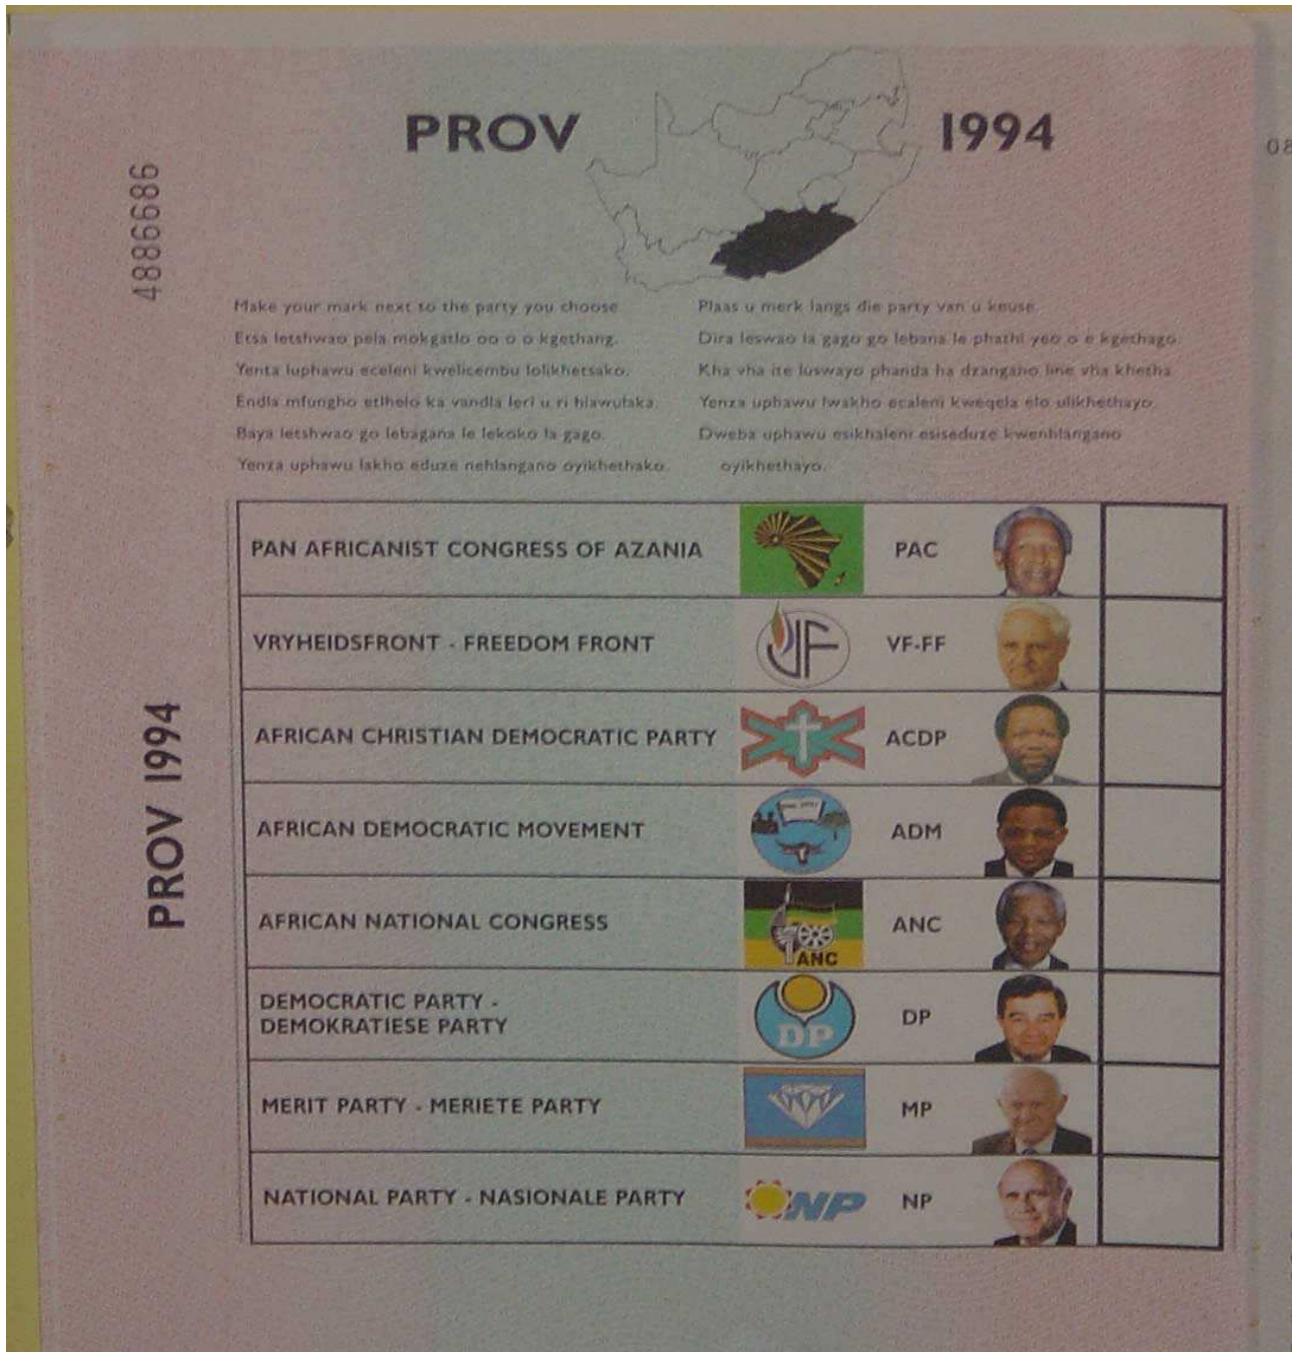 PROV 1994
08
4886686
Make your mark next to the party you choose
Etsa letshwao pela mokgatlo oo o o kgethang.
Yenta luphawu eceleni kwelicembu lolikhetsako.
Endla mfungho etlhelo ka vandla leri u ri hlawulaka.
Baya letshwao go lebagana le lekoko la gago.
Yenza uphawu lakho eduze nehlangano oyikhethako.
Plaas u merk langs die party van u keuse.
Dira leswao la gago go lebana le phathi yeo o e kgethago.
Kha vha ite luswayo phanda ha dzangano line vha khetha
Yenza uphawu lwakho ecaleni kweqela elo ulikhethayo.
Dweba uphawu esikhaleni esiseduze kwenhlangano
oyikhethayo.
PROV 1994
PAN AFRICANIST CONGRESS OF AZANIA PAC
VRYHEIDSFRONT - FREEDOM FRONT VF VF-FF
AFRICAN CHRISTIAN DEMOCRATIC PARTY ACDP
AFRICAN DEMOCRATIC MOVEMENT ADM
AFRICAN NATIONAL CONGRESS ANC ANC
DEMOCRATIC PARTY -
DEMOKRATIESE PARTY DP DP
MERIT PARTY - MERIETE PARTY MP
NATIONAL PARTY - NASIONALE PARTY NP NP